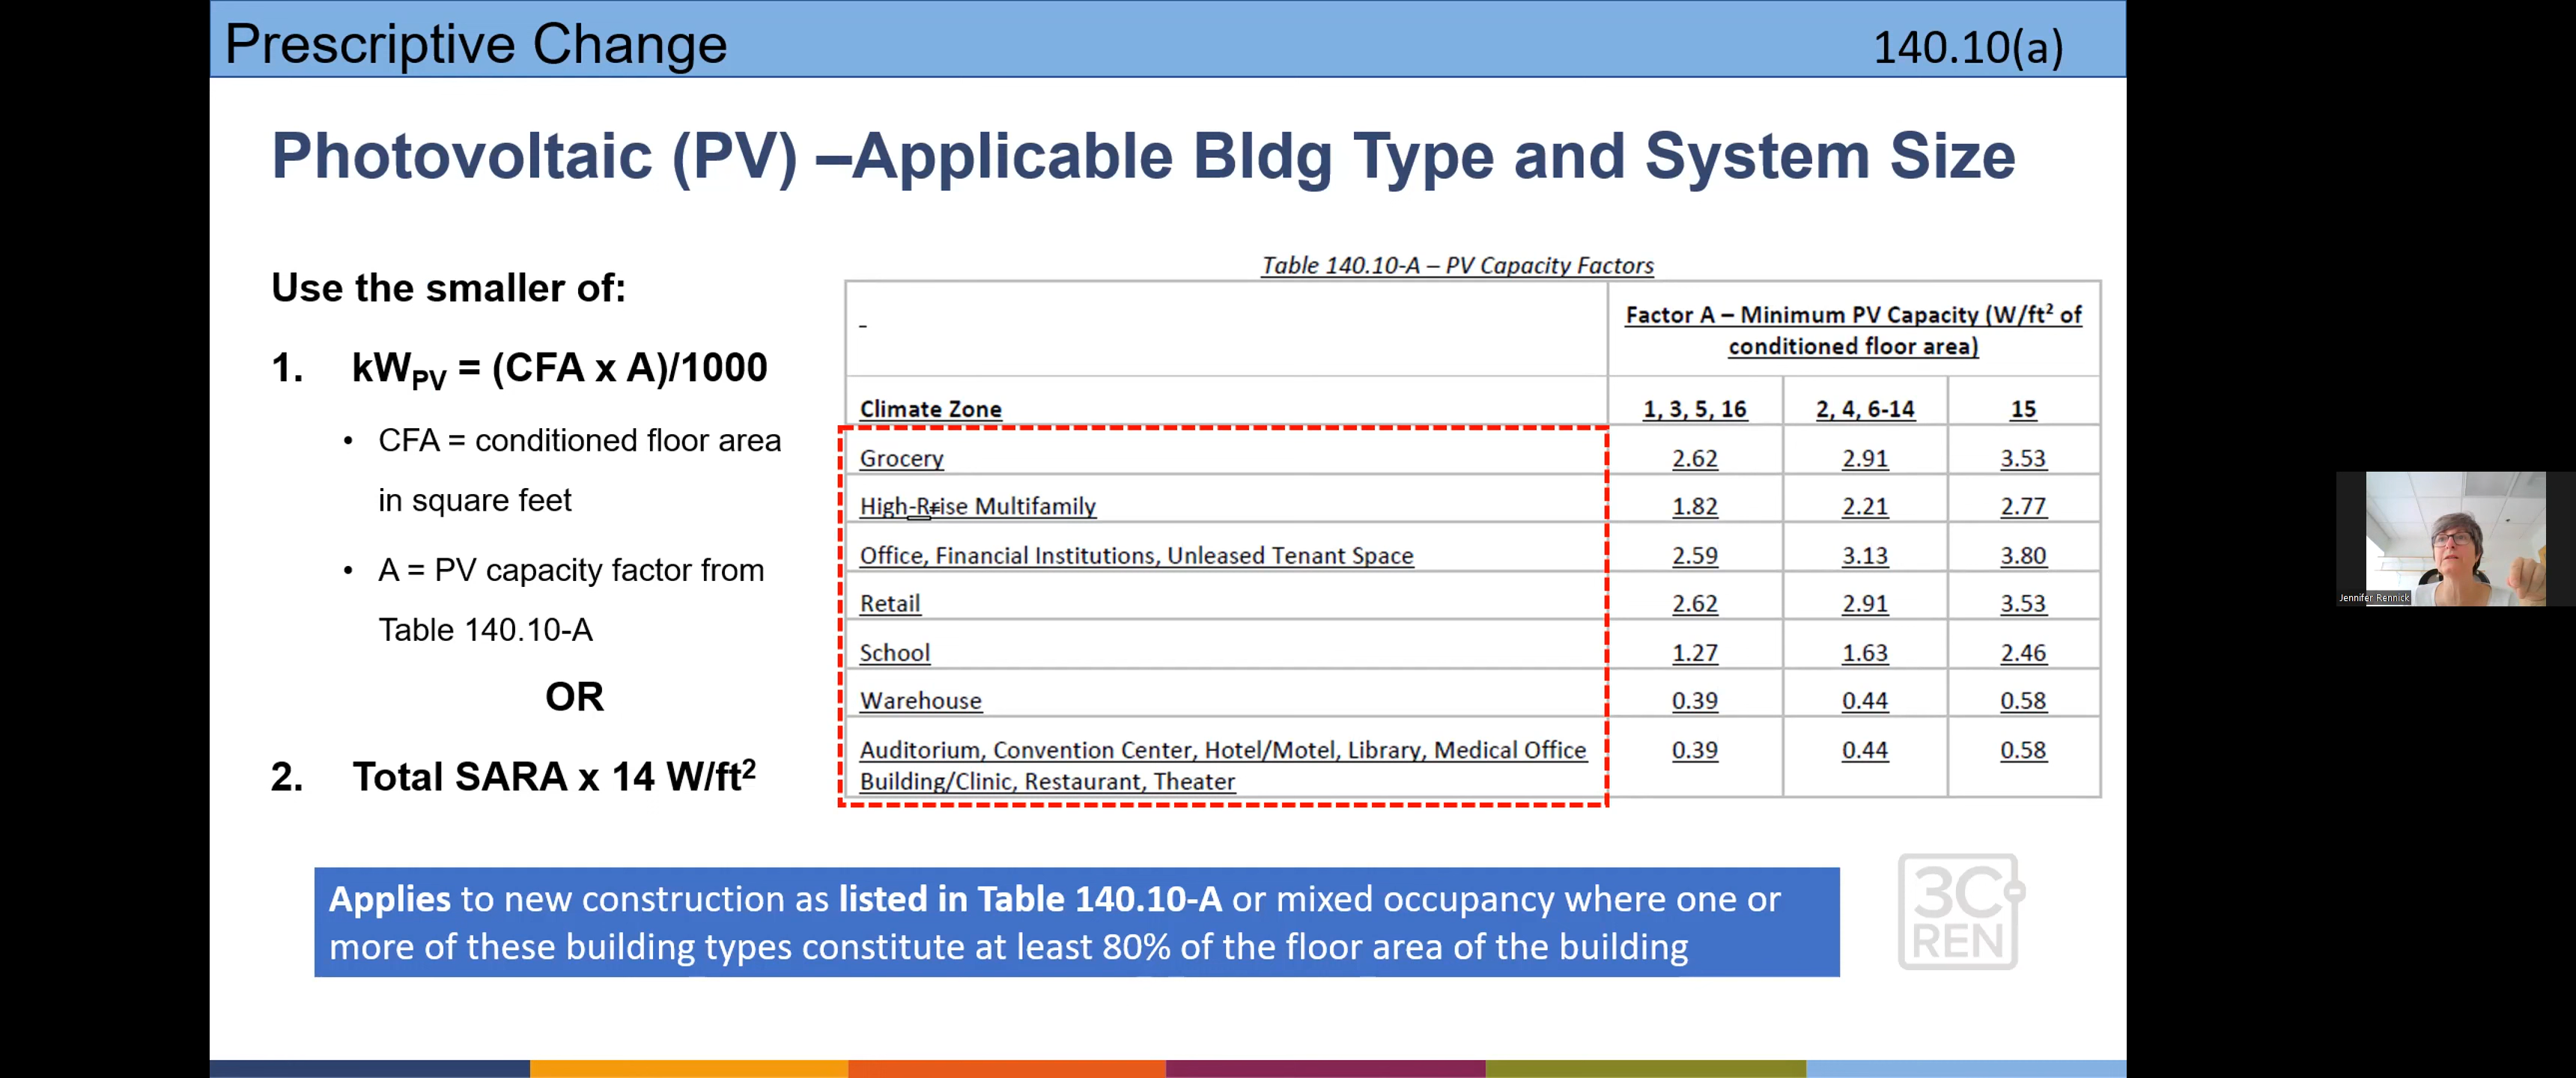 Prescriptive Change
140.10(a)
Photovoltaic (PV) –Applicable Bldg Type and System Size
Use the smaller of:
1. kWPV = (CFA x A)/1000
• CFA = conditioned floor area
in square feet
• A = PV capacity factor from
Table 140.10-A
OR
2. Total SARA x 14 W/ft²
Table 140.10-A – PV Capacity Factors
- Factor A – Minimum PV Capacity (W/ft² of
conditioned floor area)
Climate Zone 1, 3, 5, 16 2, 4, 6-14 15
Grocery 2.62 2.91 3.53
High-Rrise Multifamily 1.82 2.21 2.77
Office, Financial Institutions, Unleased Tenant Space 2.59 3.13 3.80
Retail 2.62 2.91 3.53
School 1.27 1.63 2.46
Warehouse 0.39 0.44 0.58
Auditorium, Convention Center, Hotel/Motel, Library, Medical Office 0.39 0.44 0.58
Building/Clinic, Restaurant, Theater
Applies to new construction as listed in Table 140.10-A or mixed occupancy where one or
more of these building types constitute at least 80% of the floor area of the building
3C
REN
Jennifer Rennick